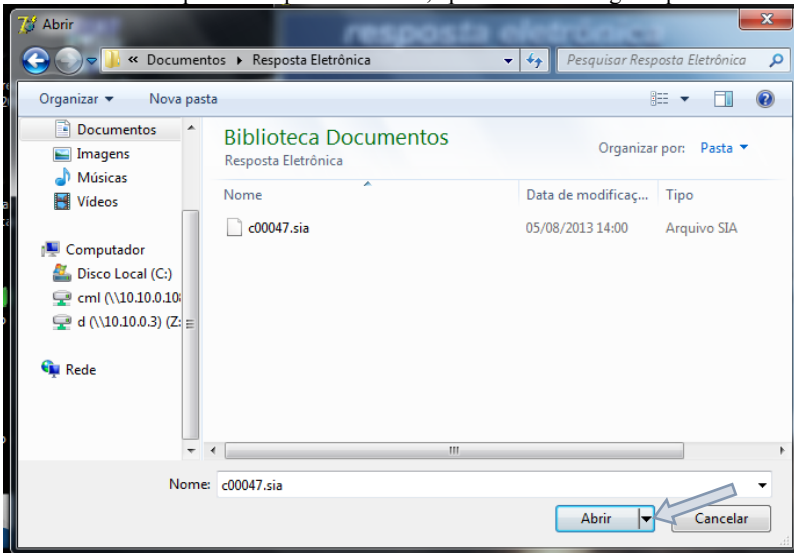 Abrir
resposta eletrônica
« Documentos ▸ Resposta Eletrônica
Pesquisar Resposta Eletrônica
Organizar
Nova pasta
Documentos
Imagens
Músicas
Vídeos
Computador
Disco Local (C:)
cml (\\10.10.0.10
d (\\10.10.0.3) (Z:
Rede
Biblioteca Documentos
Resposta Eletrônica
Organizar por: Pasta
Nome
Data de modificaç...
Tipo
c00047.sia
05/08/2013 14:00
Arquivo SIA
Nome: c00047.sia
Abrir
Cancelar